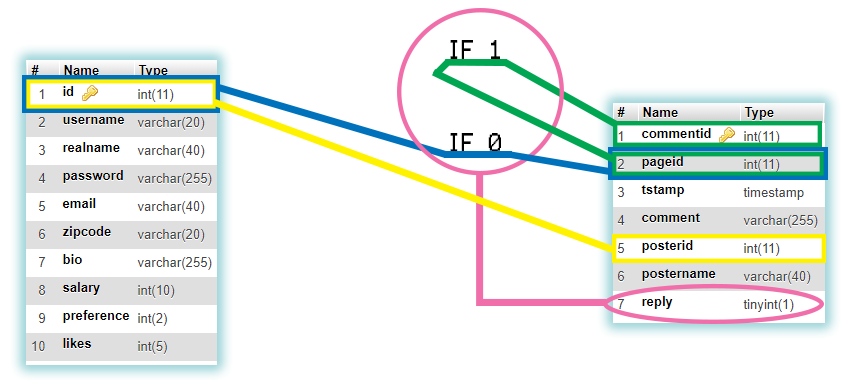 IF 1
IF 0
# Name Type
1 id int(11)
2 username varchar(20)
3 realname varchar(40)
4 password varchar(255)
5 email varchar(40)
6 zipcode varchar(20)
7 bio varchar(255)
8 salary int(10)
9 preference int(2)
10 likes int(5)
# Name Type
1 commentid int(11)
2 pageid int(11)
3 tstamp timestamp
4 comment varchar(255)
5 posterid int(11)
6 postername varchar(40)
7 reply tinyint(1)